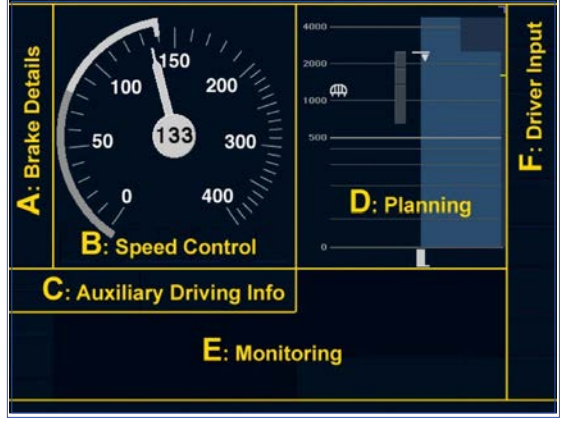 A: Brake Details
0
50
100
150
200
300
400
133
B: Speed Control
4000
2000
1000
500
0
D: Planning
F: Driver Input
C: Auxiliary Driving Info
E: Monitoring